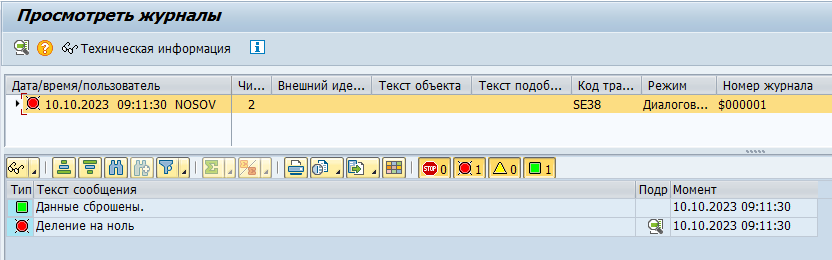 Просмотреть журналы
Техническая информация
Дата/время/пользователь Чи... Внешний иде... Текст объекта Текст подоб... Код тра... Режим Номер журнала
10.10.2023 09:11:30 NOSOV 2 SE38 Диалогов... $000001
STOP 0 1 0 1
Тип Текст сообщения Подр Момент
Данные сброшены. 10.10.2023 09:11:30
Деление на ноль 10.10.2023 09:11:30